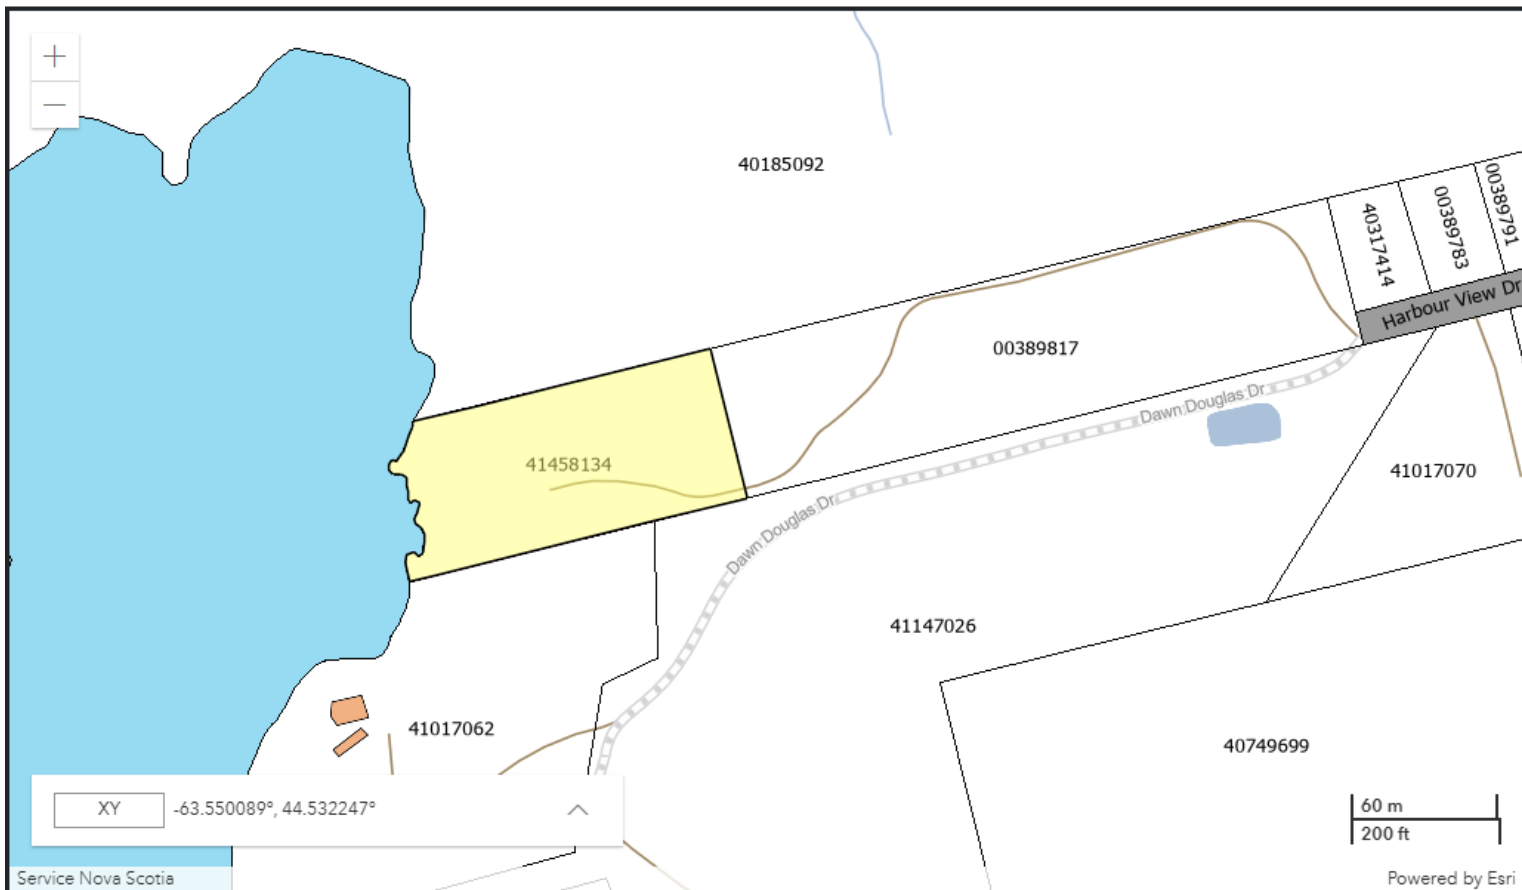 +
−
40185092
40317414
00389783
00389791
Harbour View Dr
00389817
Dawn Douglas Dr
41458134
41017070
Dawn Douglas Dr
41147026
41017062
40749699
XY
-63.550089°, 44.532247°
60 m
200 ft
Service Nova Scotia
Powered by Esri